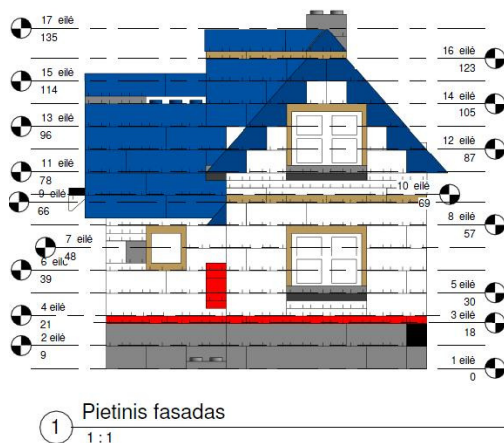 17 eilė
135
16 eilė
123
15 eilė
114
14 eilė
105
13 eilė
96
12 eilė
87
11 eilė
78
10 eilė
69
9 eilė
66
8 eilė
57
7 eilė
48
6 eilė
39
5 eilė
30
4 eilė
21
3 eilė
18
2 eilė
9
1 eilė
0
1
Pietinis fasadas
1 : 1